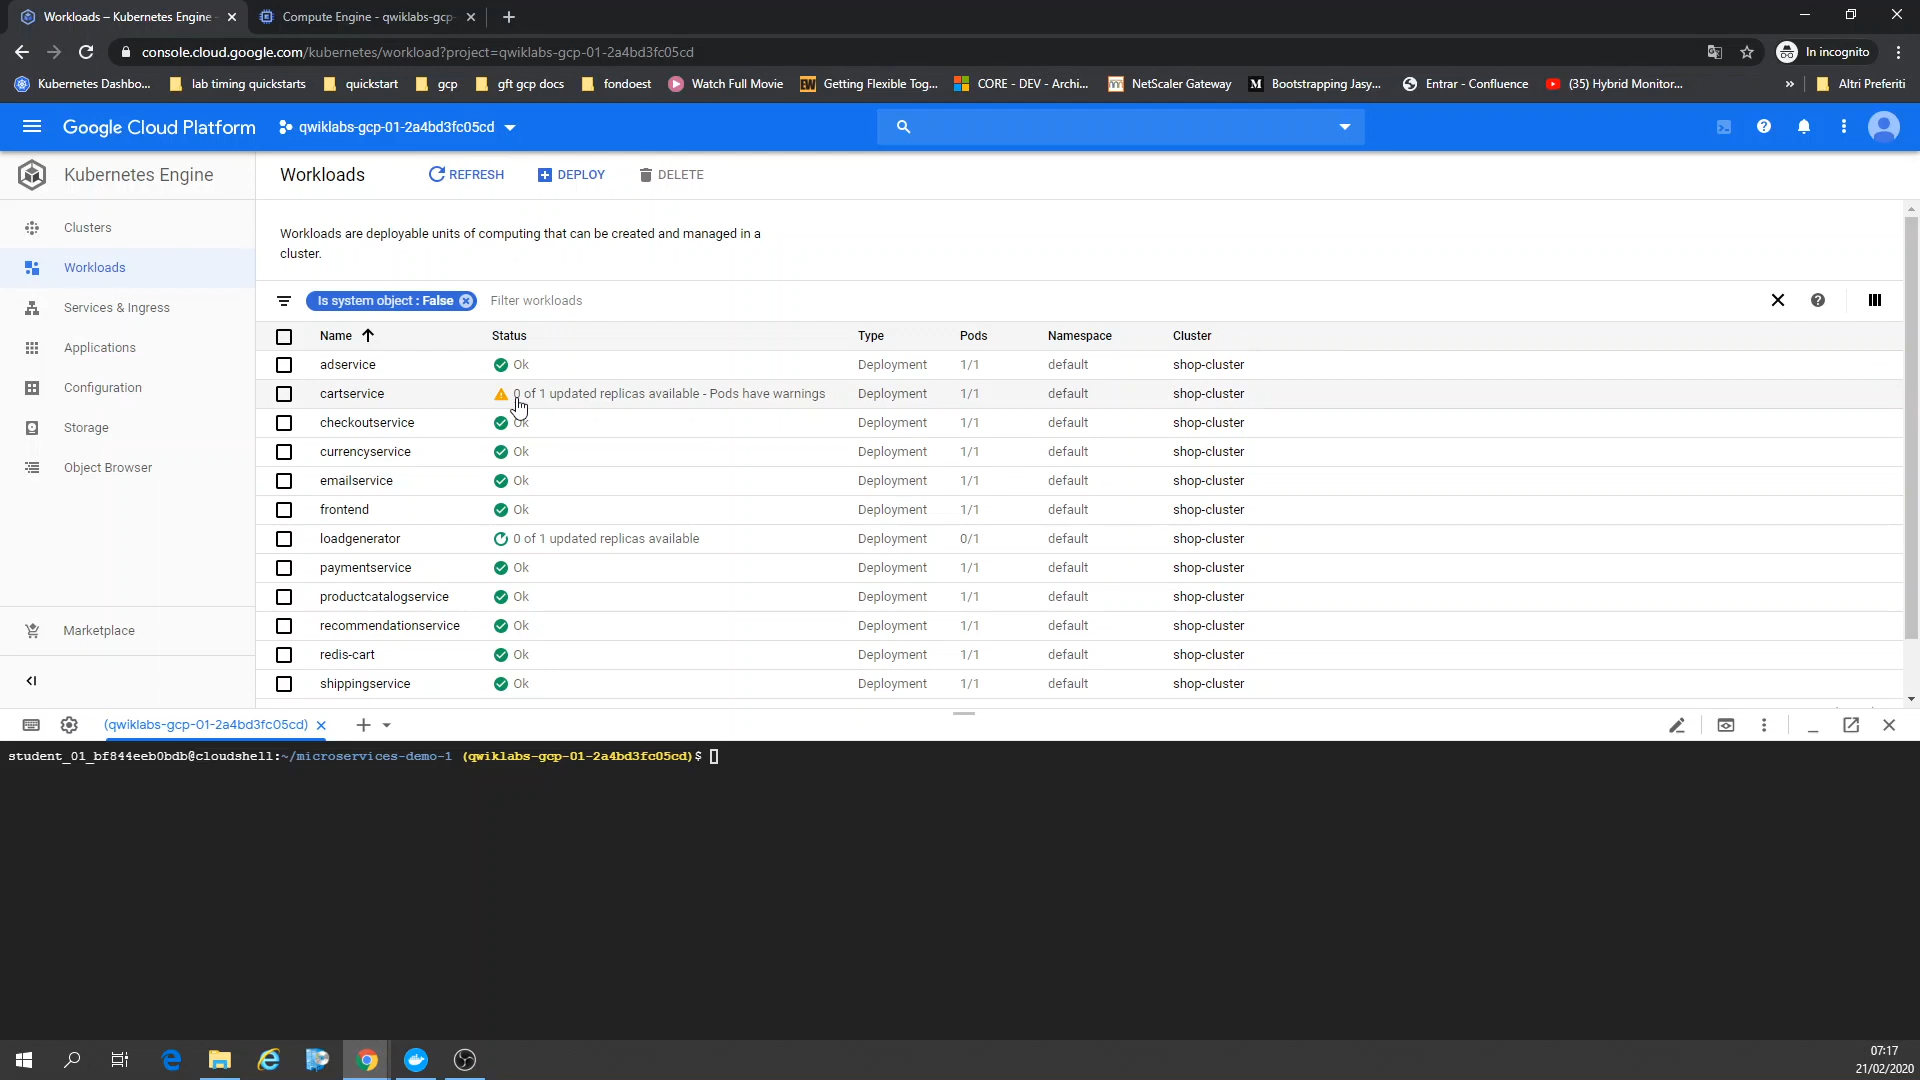 Workloads – Kubernetes Engine
Compute Engine - qwiklabs-gcp-
console.cloud.google.com/kubernetes/workload?project=qwiklabs-gcp-01-2a4bd3fc05cd
In incognito
Kubernetes Dashbo...
lab timing quickstarts
quickstart
gcp
gft gcp docs
fondoest
Watch Full Movie
Getting Flexible Tog...
CORE - DEV - Archi...
NetScaler Gateway
Bootstrapping Jasy...
Entrar - Confluence
(35) Hybrid Monitor...
»
Altri Preferiti
Google Cloud Platform
qwiklabs-gcp-01-2a4bd3fc05cd
Kubernetes Engine
Clusters
Workloads
Services & Ingress
Applications
Configuration
Storage
Object Browser
Marketplace
Workloads
REFRESH
DEPLOY
DELETE
Workloads are deployable units of computing that can be created and managed in a
cluster.
Is system object : False
Filter workloads
Name Status Type Pods Namespace Cluster
adservice Ok Deployment 1/1 default shop-cluster
cartservice 0 of 1 updated replicas available - Pods have warnings Deployment 1/1 default shop-cluster
checkoutservice Ok Deployment 1/1 default shop-cluster
currencyservice Ok Deployment 1/1 default shop-cluster
emailservice Ok Deployment 1/1 default shop-cluster
frontend Ok Deployment 1/1 default shop-cluster
loadgenerator 0 of 1 updated replicas available Deployment 0/1 default shop-cluster
paymentservice Ok Deployment 1/1 default shop-cluster
productcatalogservice Ok Deployment 1/1 default shop-cluster
recommendationservice Ok Deployment 1/1 default shop-cluster
redis-cart Ok Deployment 1/1 default shop-cluster
shippingservice Ok Deployment 1/1 default shop-cluster
(qwiklabs-gcp-01-2a4bd3fc05cd)
student_01_bf844eeb0bdb@cloudshell:~/microservices-demo-1 (qwiklabs-gcp-01-2a4bd3fc05cd)$
07:17
21/02/2020